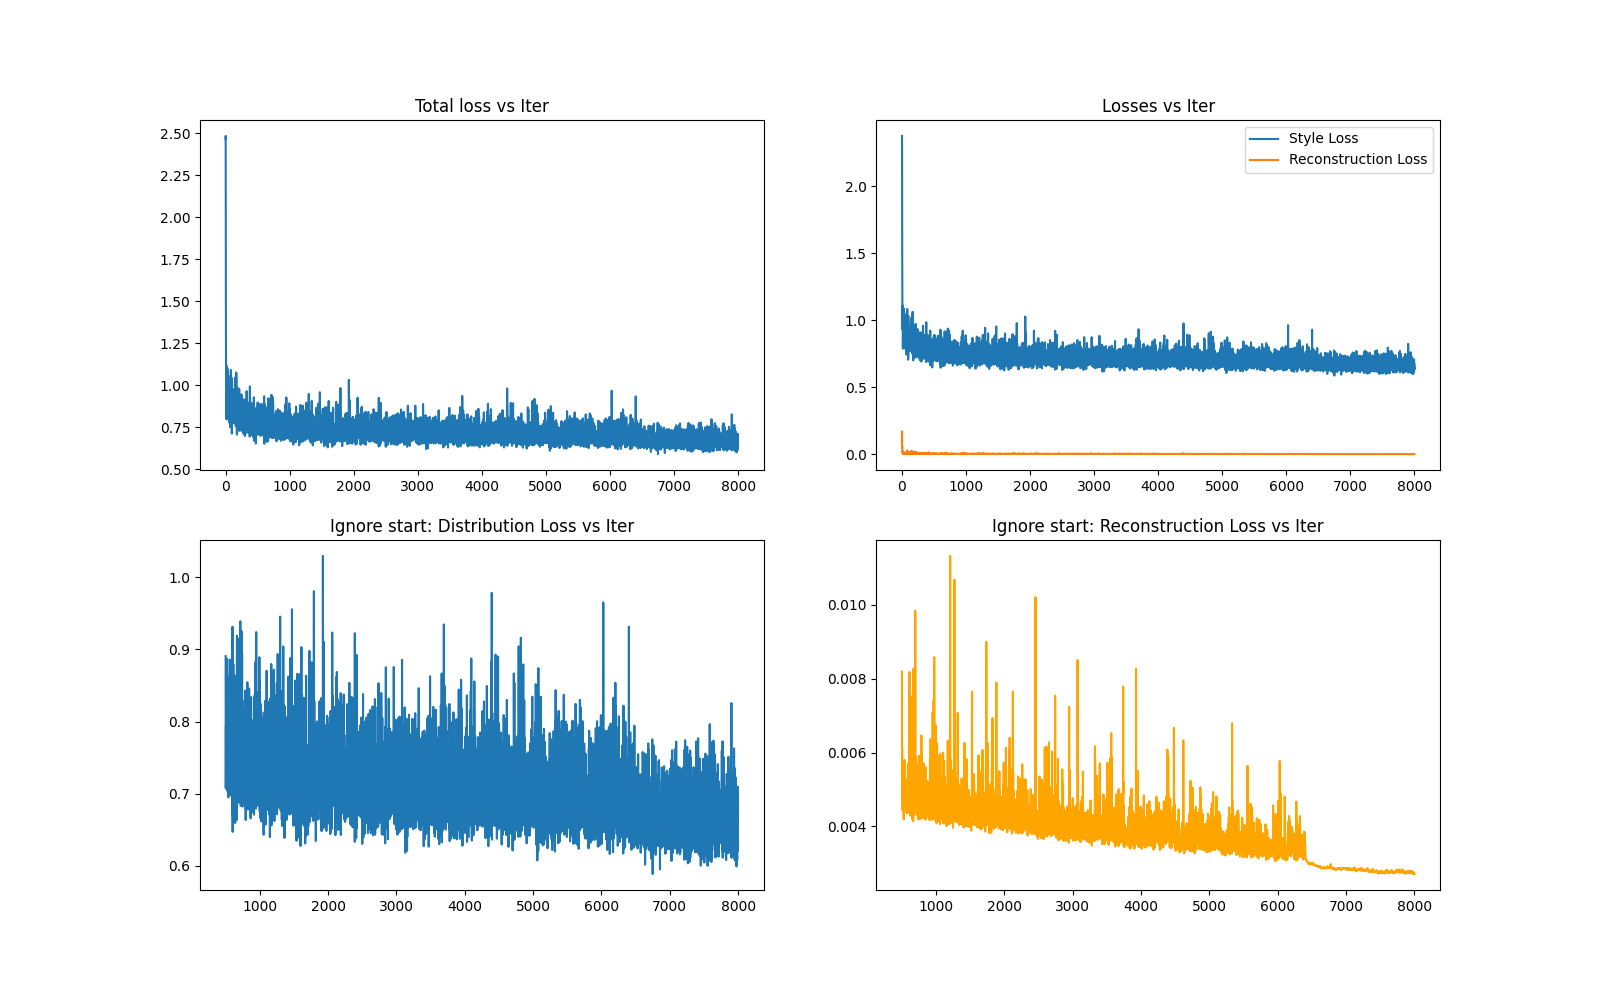 Total loss vs Iter
2.50
2.25
2.00
1.75
1.50
1.25
1.00
0.75
0.50
0 1000 2000 3000 4000 5000 6000 7000 8000
Losses vs Iter
Style Loss
Reconstruction Loss
2.0
1.5
1.0
0.5
0.0
0 1000 2000 3000 4000 5000 6000 7000 8000
Ignore start: Distribution Loss vs Iter
1.0
0.9
0.8
0.7
0.6
1000 2000 3000 4000 5000 6000 7000 8000
Ignore start: Reconstruction Loss vs Iter
0.010
0.008
0.006
0.004
1000 2000 3000 4000 5000 6000 7000 8000